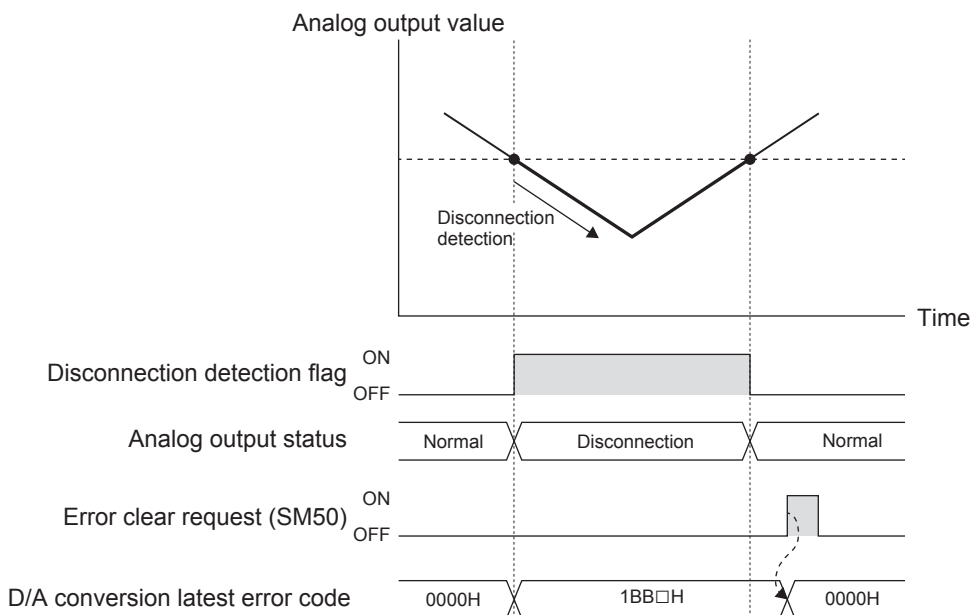 Analog output value
Disconnection
detection
Time
Disconnection detection flag
ON
OFF
Analog output status
Normal
Disconnection
Normal
Error clear request (SM50)
ON
OFF
D/A conversion latest error code
0000H
1BB□H
0000H